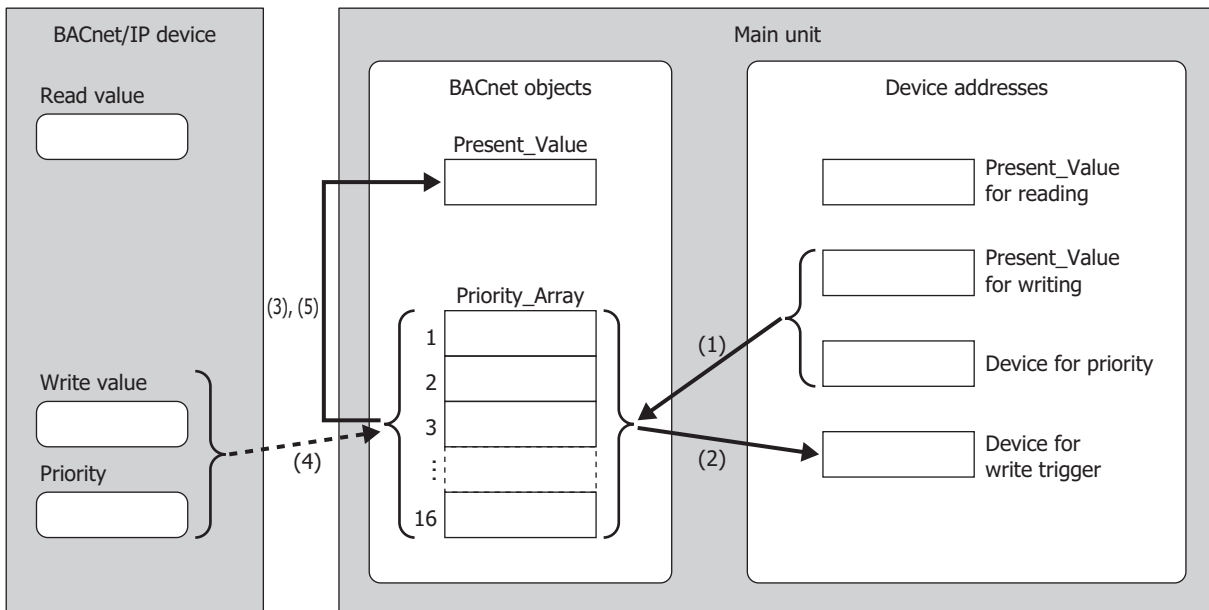 BACnet/IP device
Read value
Write value
Priority
(3), (5)
(4)
Main unit
BACnet objects
Present_Value
Priority_Array
1
2
3
⋮
16
(1)
(2)
Device addresses
Present_Value
for reading
Present_Value
for writing
Device for priority
Device for
write trigger